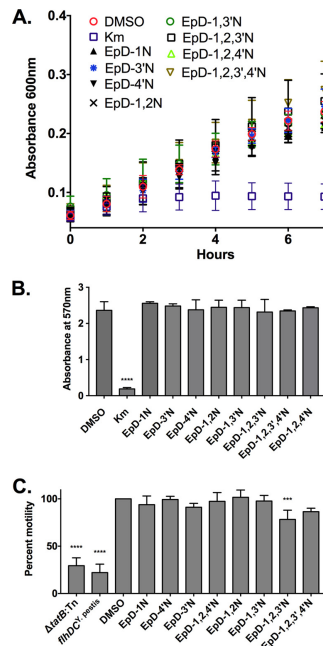 A.
DMSO
Km
EpD-1N
EpD-3'N
EpD-4'N
EpD-1,2N
EpD-1,3'N
EpD-1,2,3'N
EpD-1,2,4'N
EpD-1,2,3',4'N
Absorbance 600nm
0.3
0.2
0.1
0 2 4 6
Hours
B.
Absorbance at 570nm
3
2
1
0
****
DMSO
Km
EpD-1N
EpD-3'N
EpD-4'N
EpD-1,2N
EpD-1,3'N
EpD-1,2,3'N
EpD-1,2,3',4'N
EpD-1,2,4'N
C.
Percent motility
100
50
0
****
****
***
ΔtatB:Tn
flhDC Y. pestis
DMSO
EpD-1N
EpD-4'N
EpD-3'N
EpD-1,2,4'N
EpD-1,2N
EpD-1,3'N
EpD-1,2,3'N
EpD-1,2,3',4'N